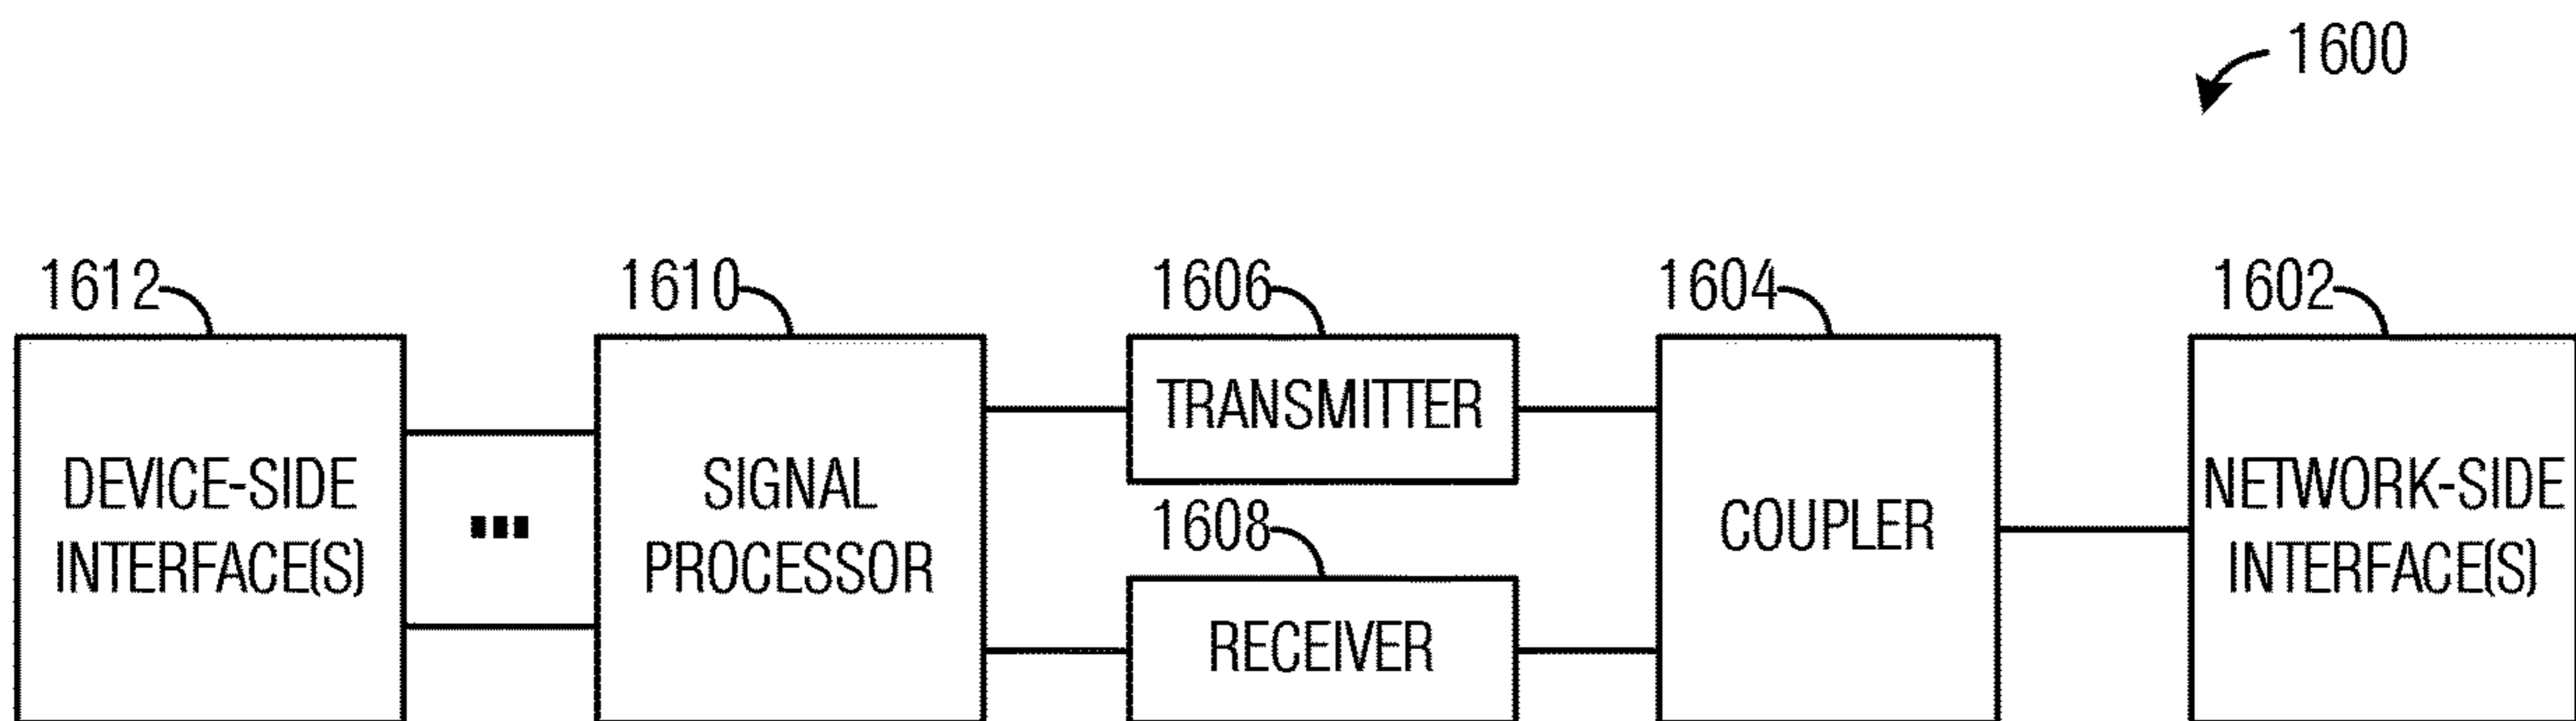 1600
1612
1610
1606
1604
1602
DEVICE-SIDE
INTERFACE(S)
SIGNAL
PROCESSOR
TRANSMITTER
1608
RECEIVER
COUPLER
NETWORK-SIDE
INTERFACE(S)